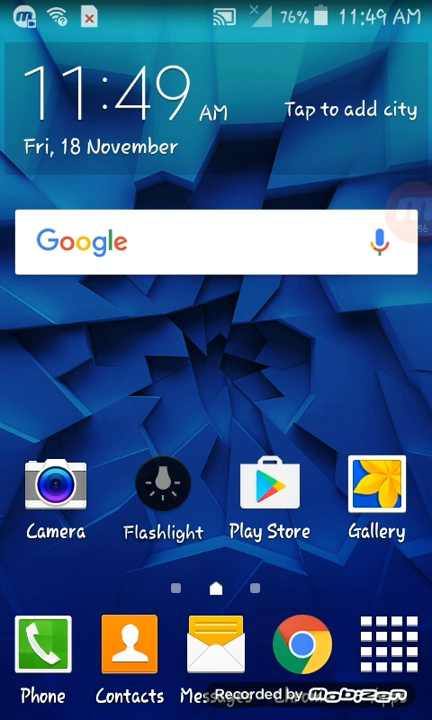 76% 11:49 AM
11:49 AM
Tap to add city
Fri, 18 November
Google
Camera
Flashlight
Play Store
Gallery
Phone
Contacts
Recorded by mobizen